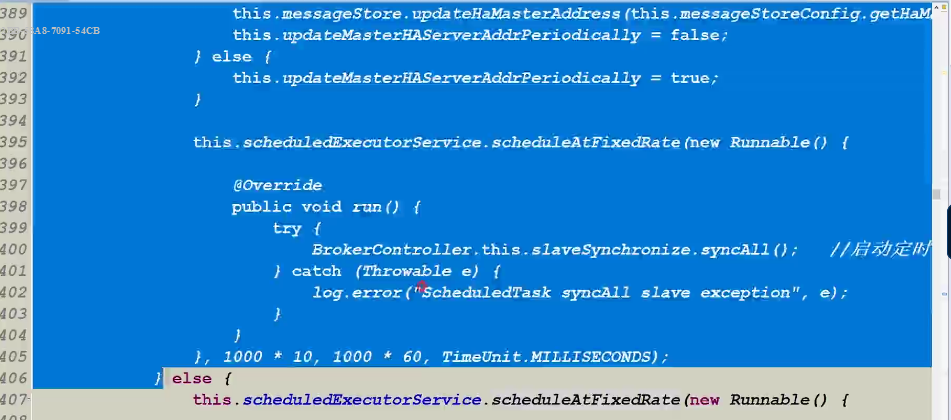 389 this.messageStore.updateHaMasterAddress(this.messageStoreConfig.getHaM
390 this.updateMasterHAServerAddrPeriodically = false;
A8-7091-54CB
391 } else {
392 this.updateMasterHAServerAddrPeriodically = true;
393 }
394
395 this.scheduledExecutorService.scheduleAtFixedRate(new Runnable() {
396
397 @Override
398 public void run() {
399 try {
400 BrokerController.this.slaveSynchronize.syncAll(); //启动定时
401 } catch (Throwable e) {
402 log.error("ScheduledTask syncAll slave exception", e);
403 }
404 }
405 }, 1000 * 10, 1000 * 60, TimeUnit.MILLISECONDS);
406 } else {
407 this.scheduledExecutorService.scheduleAtFixedRate(new Runnable() {